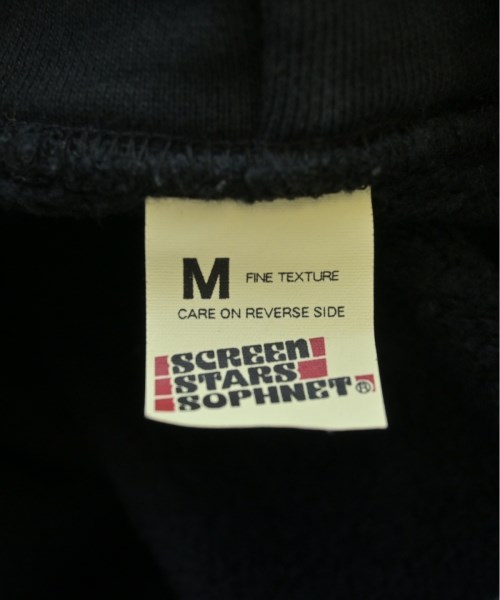 M FINE TEXTURE
CARE ON REVERSE SIDE
SCREEN
STARS
SOPHNET®